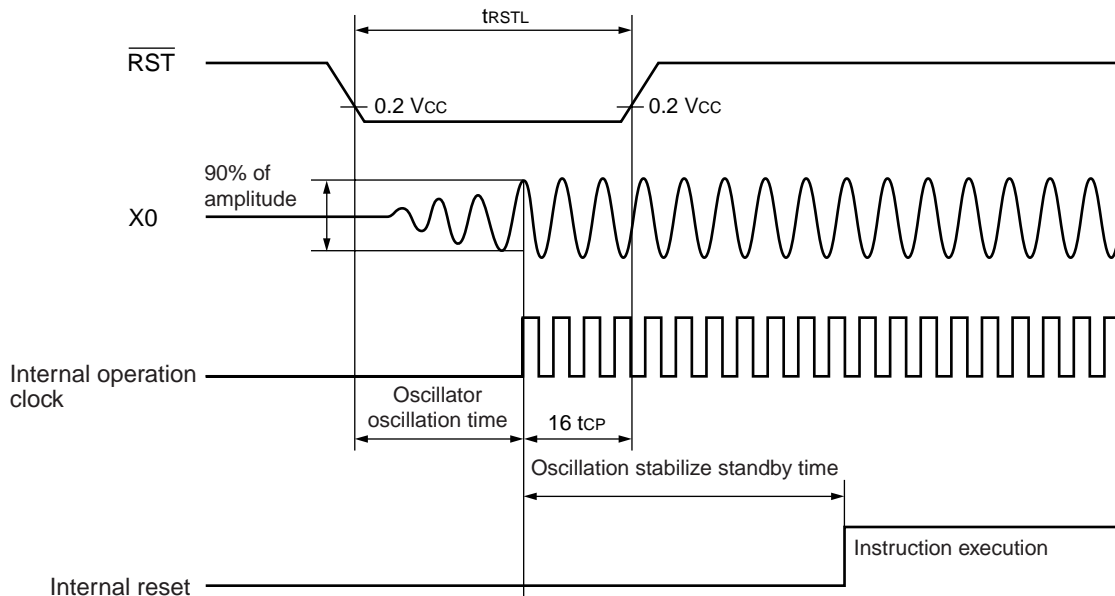 tRSTL
RST
0.2 VCC
0.2 VCC
90% of
amplitude
X0
Internal operation
clock
Oscillator
oscillation time
16 tCP
Oscillation stabilize standby time
Instruction execution
Internal reset